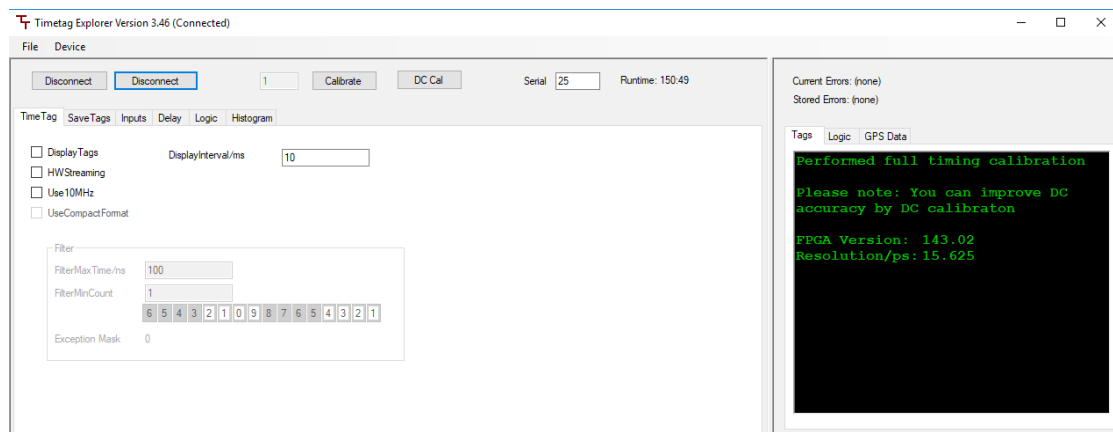 Timetag Explorer Version 3.46 (Connected)
File Device
Disconnect Disconnect 1 Calibrate DC Cal Serial 25 Runtime: 150:49
TimeTag SaveTags Inputs Delay Logic Histogram
DisplayTags DisplayInterval/ms 10
HWStreaming
Use10MHz
UseCompactFormat
Filter
FilterMaxTime/ns 100
FilterMinCount 1
6 5 4 3 2 1 0 9 8 7 6 5 4 3 2 1
Exception Mask 0
Current Errors: (none)
Stored Errors: (none)
Tags Logic GPS Data
Performed full timing calibration
Please note: You can improve DC
accuracy by DC calibraton
FPGA Version: 143.02
Resolution/ps: 15.625